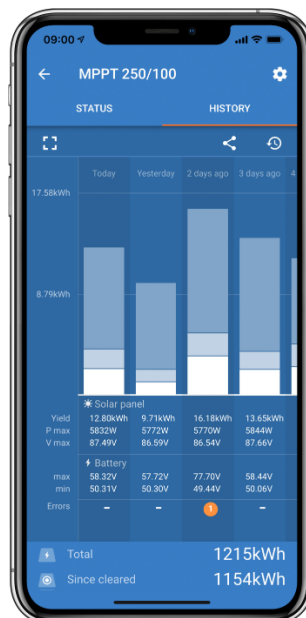 09:00
MPPT 250/100
STATUS HISTORY
Today Yesterday 2 days ago 3 days ago 4
17.58kWh
8.79kWh
Solar panel
Yield 12.80kWh 9.71kWh 16.18kWh 13.65kWh
P max 5832W 5772W 5770W 5844W
V max 87.49V 86.59V 86.54V 87.66V
Battery
max 58.32V 57.72V 77.70V 58.44V
min 50.31V 50.30V 49.44V 50.06V
Errors – – 1 –
Total 1215kWh
Since cleared 1154kWh